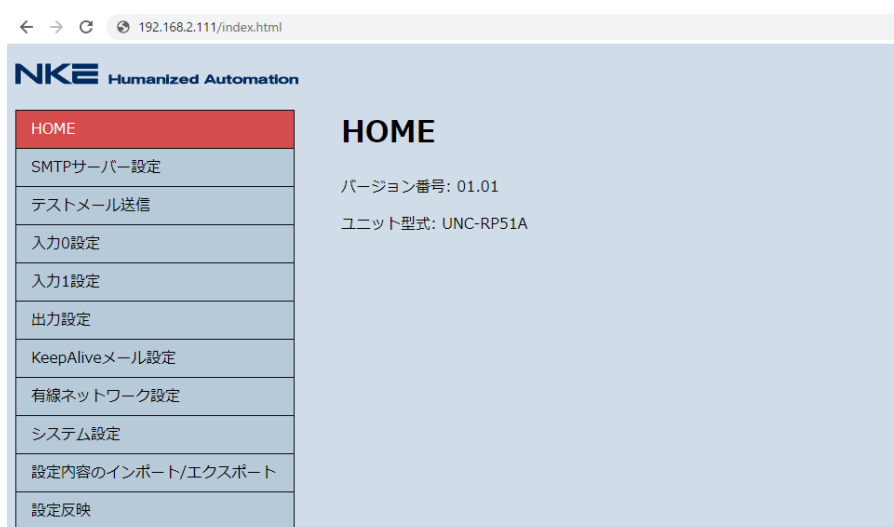 192.168.2.111/index.html
NKE Humanized Automation
HOME
SMTPサーバー設定
テストメール送信
入力0設定
入力1設定
出力設定
KeepAliveメール設定
有線ネットワーク設定
システム設定
設定内容のインポート/エクスポート
設定反映
HOME
バージョン番号: 01.01
ユニット型式: UNC-RP51A